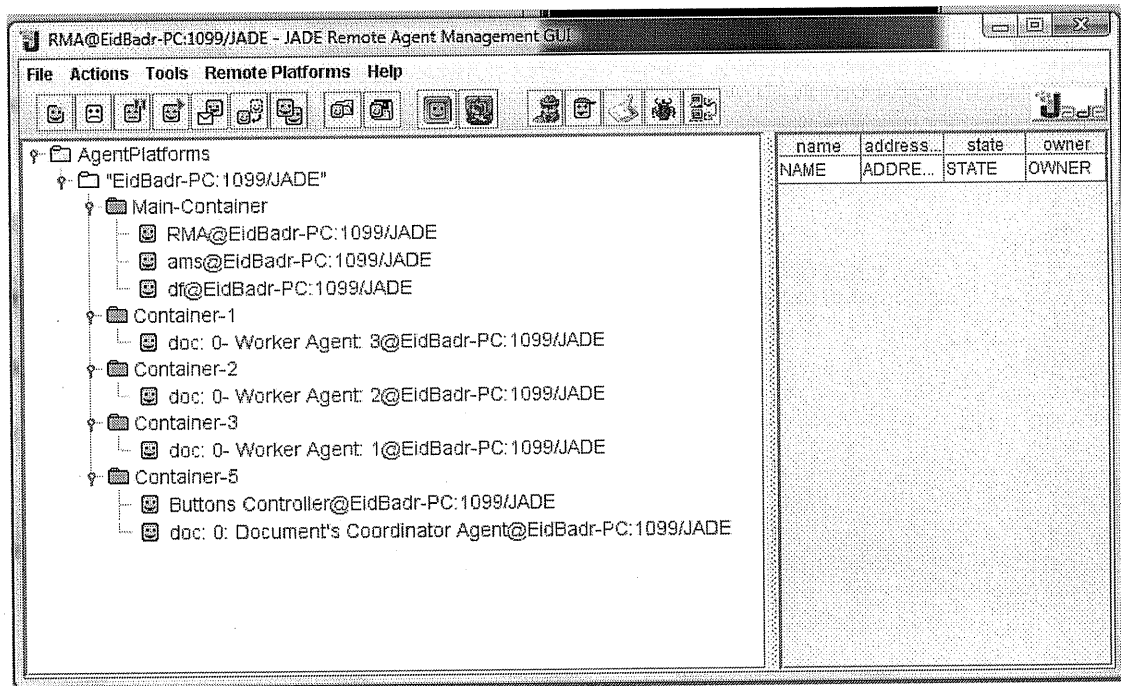 RMA@EidBadr-PC:1099/JADE - JADE Remote Agent Management GUI
File Actions Tools Remote Platforms Help
Jade
AgentPlatforms
"EidBadr-PC:1099/JADE"
Main-Container
RMA@EidBadr-PC:1099/JADE
ams@EidBadr-PC:1099/JADE
df@EidBadr-PC:1099/JADE
Container-1
doc: 0- Worker Agent: 3@EidBadr-PC:1099/JADE
Container-2
doc: 0- Worker Agent: 2@EidBadr-PC:1099/JADE
Container-3
doc: 0- Worker Agent: 1@EidBadr-PC:1099/JADE
Container-5
Buttons Controller@EidBadr-PC:1099/JADE
doc: 0: Document's Coordinator Agent@EidBadr-PC:1099/JADE
name address... state owner
NAME ADDRE... STATE OWNER